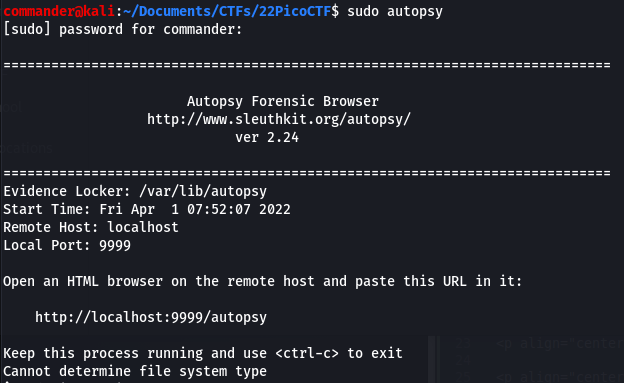 commander@kali:~/Documents/CTFs/22PicoCTF$ sudo autopsy
[sudo] password for commander:
============================================================================
Autopsy Forensic Browser
http://www.sleuthkit.org/autopsy/
ver 2.24
============================================================================
Evidence Locker: /var/lib/autopsy
Start Time: Fri Apr  1 07:52:07 2022
Remote Host: localhost
Local Port: 9999
Open an HTML browser on the remote host and paste this URL in it:
http://localhost:9999/autopsy
Keep this process running and use <ctrl-c> to exit
Cannot determine file system type